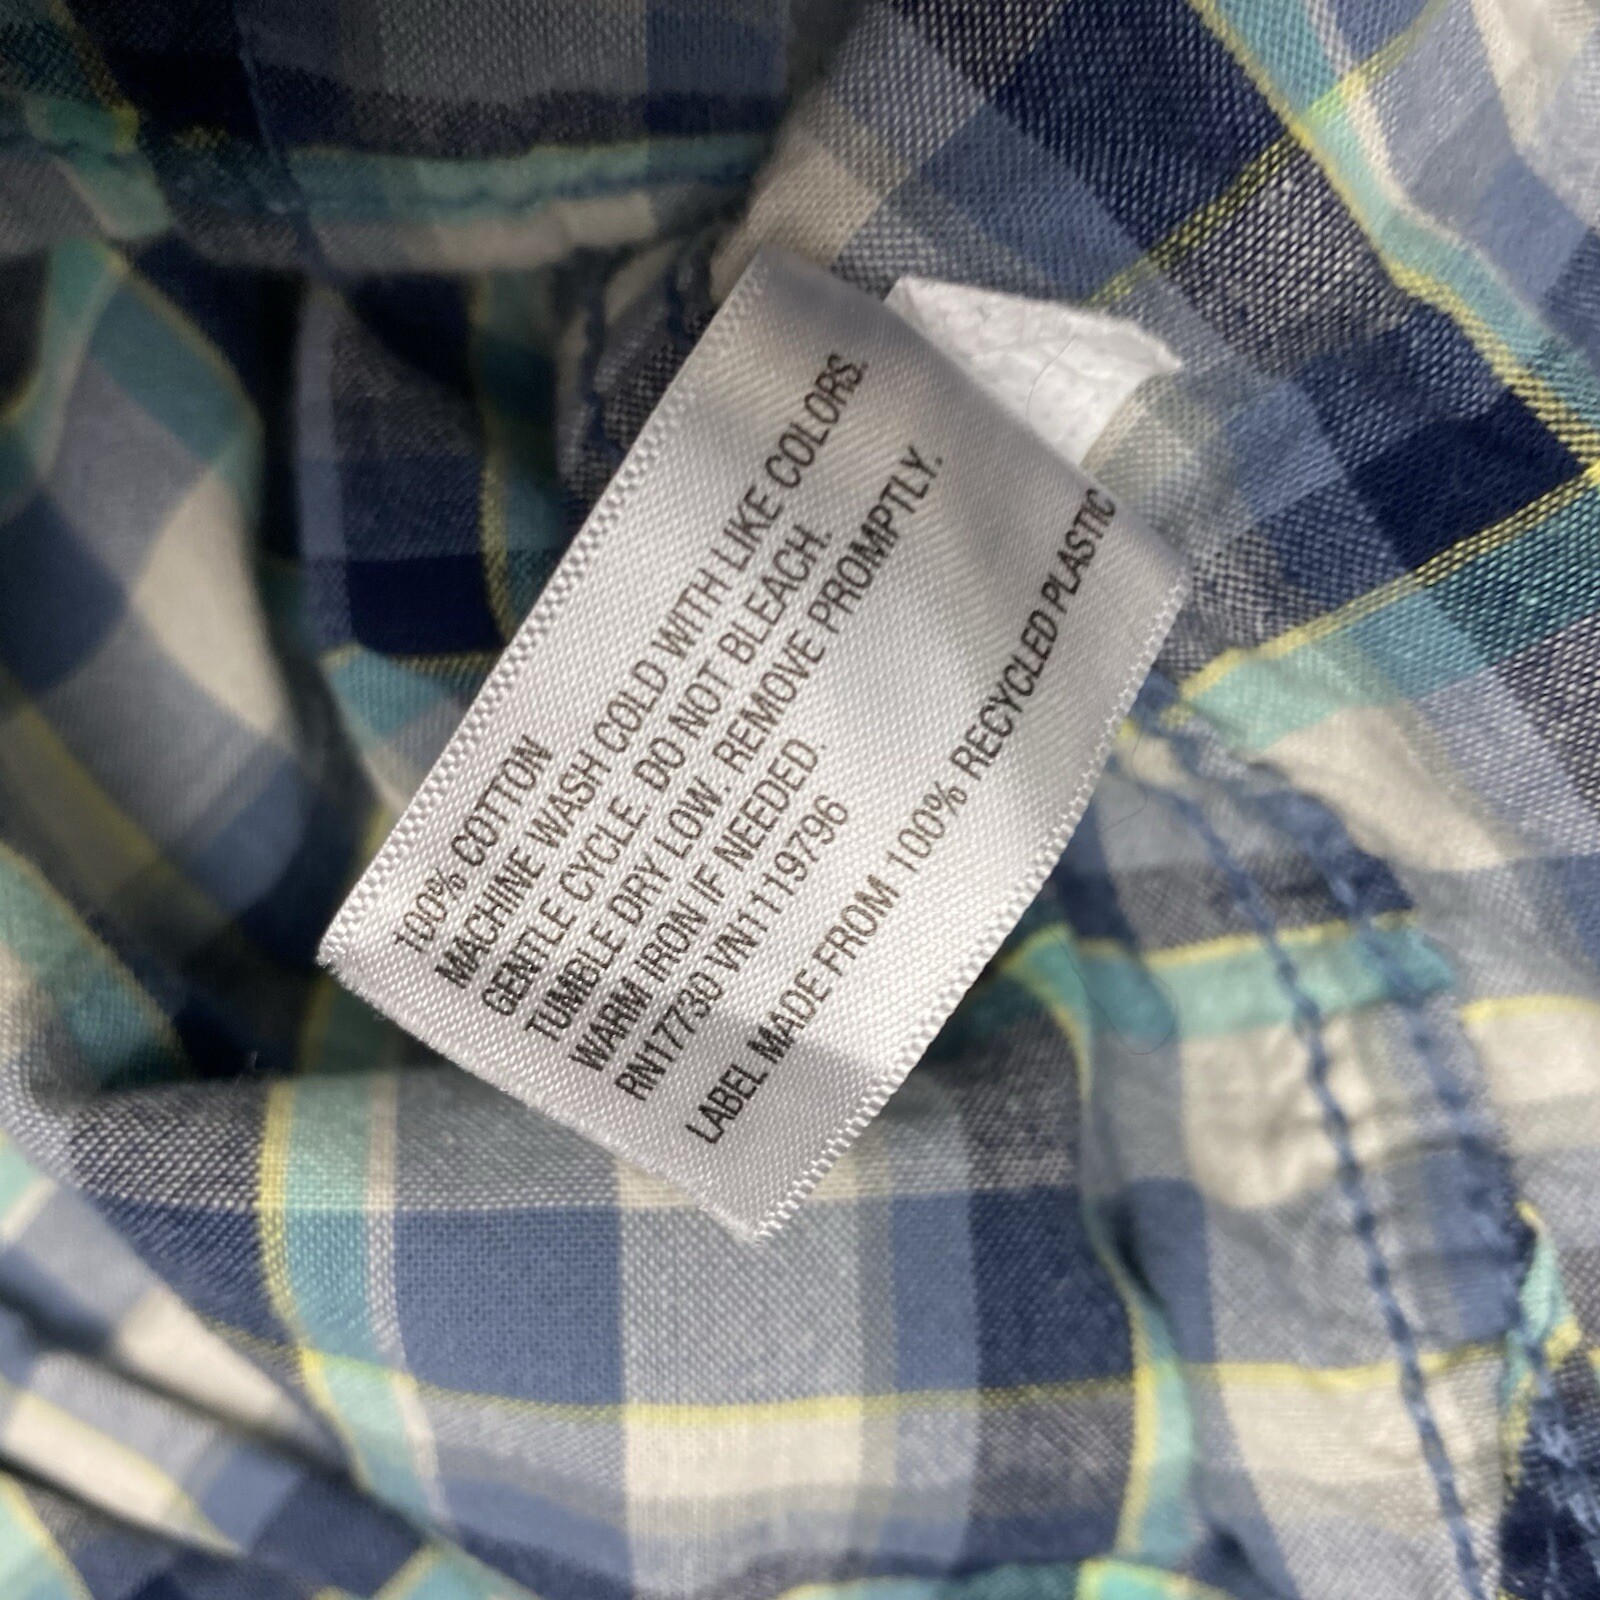 100% COTTON
MACHINE WASH COLD WITH LIKE COLORS.
GENTLE CYCLE. DO NOT BLEACH.
TUMBLE DRY LOW. REMOVE PROMPTLY.
WARM IRON IF NEEDED.
RN17730 VN1119796
LABEL MADE FROM 100% RECYCLED PLASTIC